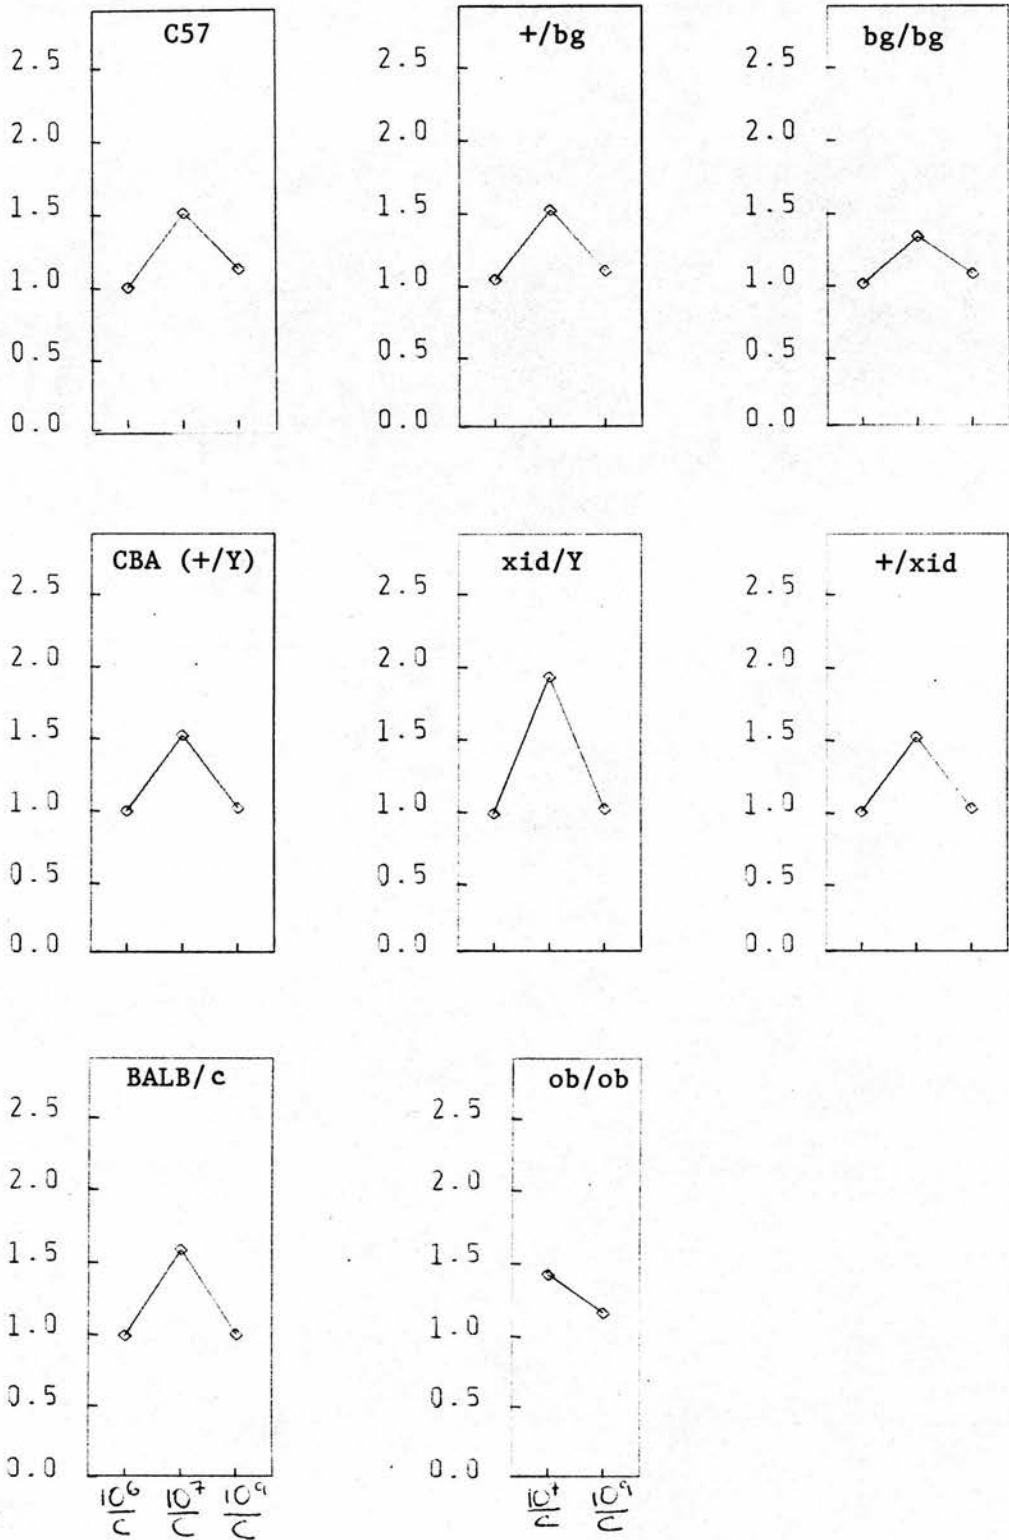 C57 +/bg bg/bg
2.5 2.5 2.5
2.0 2.0 2.0
1.5 1.5 1.5
1.0 1.0 1.0
0.5 0.5 0.5
0.0 0.0 0.0
CBA (+/Y) xid/Y +/xid
2.5 2.5 2.5
2.0 2.0 2.0
1.5 1.5 1.5
1.0 1.0 1.0
0.5 0.5 0.5
0.0 0.0 0.0
BALB/c ob/ob
2.5 2.5
2.0 2.0
1.5 1.5
1.0 1.0
0.5 0.5
0.0 0.0
10⁶ 10⁷ 10⁹ 10⁷ 10⁹
C C C C C